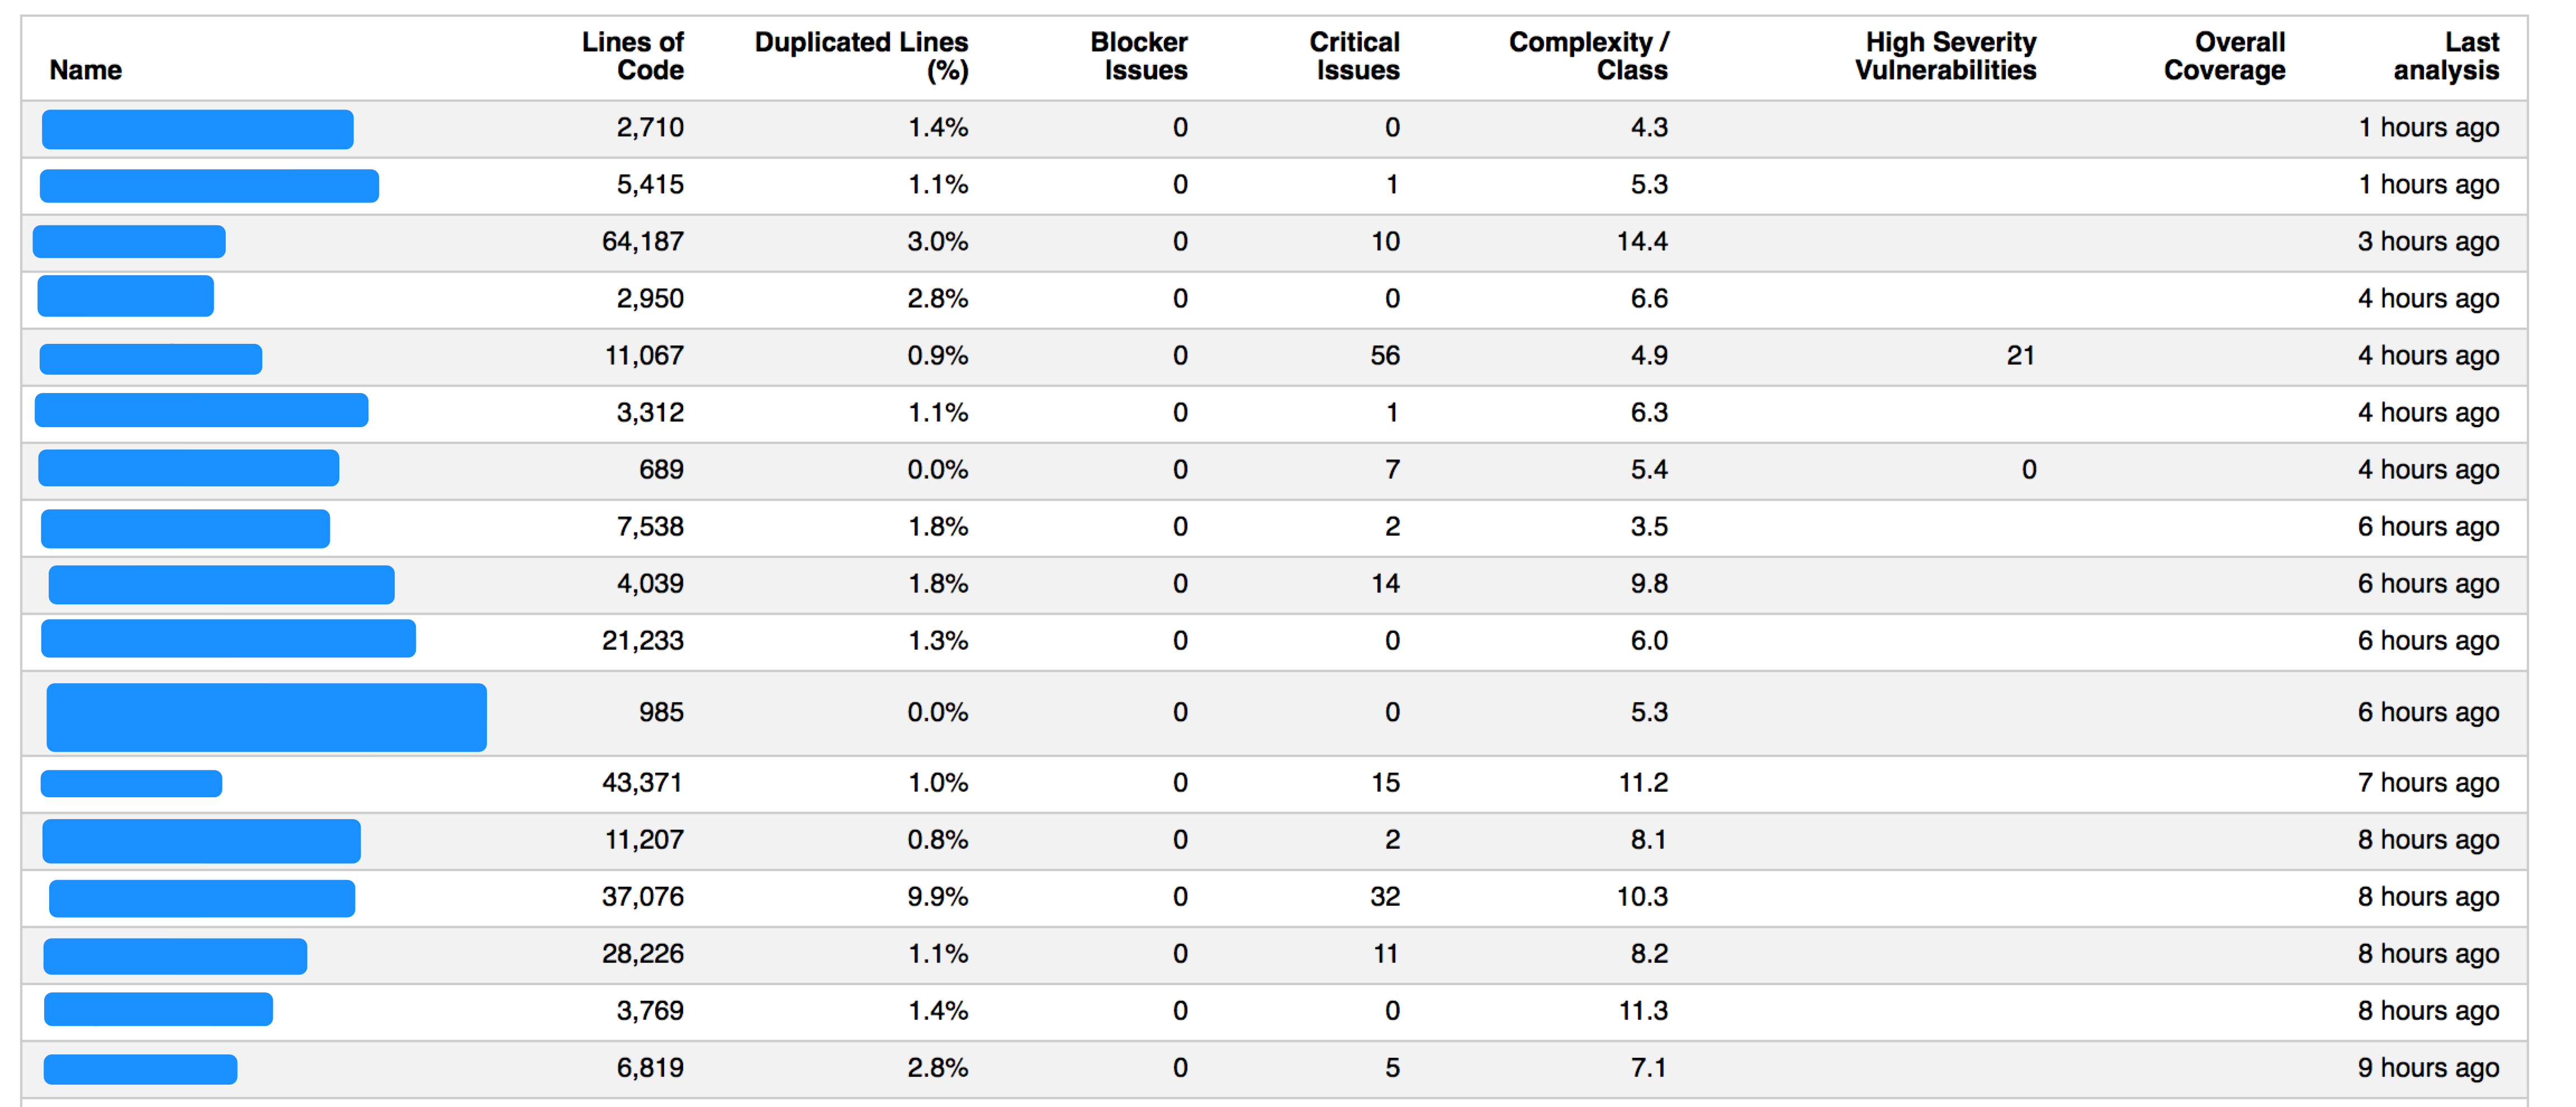 Name Lines of Code Duplicated Lines (%) Blocker Issues Critical Issues Complexity / Class High Severity Vulnerabilities Overall Coverage Last analysis
2,710 1.4% 0 0 4.3 1 hours ago
5,415 1.1% 0 1 5.3 1 hours ago
64,187 3.0% 0 10 14.4 3 hours ago
2,950 2.8% 0 0 6.6 4 hours ago
11,067 0.9% 0 56 4.9 21 4 hours ago
3,312 1.1% 0 1 6.3 4 hours ago
689 0.0% 0 7 5.4 0 4 hours ago
7,538 1.8% 0 2 3.5 6 hours ago
4,039 1.8% 0 14 9.8 6 hours ago
21,233 1.3% 0 0 6.0 6 hours ago
985 0.0% 0 0 5.3 6 hours ago
43,371 1.0% 0 15 11.2 7 hours ago
11,207 0.8% 0 2 8.1 8 hours ago
37,076 9.9% 0 32 10.3 8 hours ago
28,226 1.1% 0 11 8.2 8 hours ago
3,769 1.4% 0 0 11.3 8 hours ago
6,819 2.8% 0 5 7.1 9 hours ago